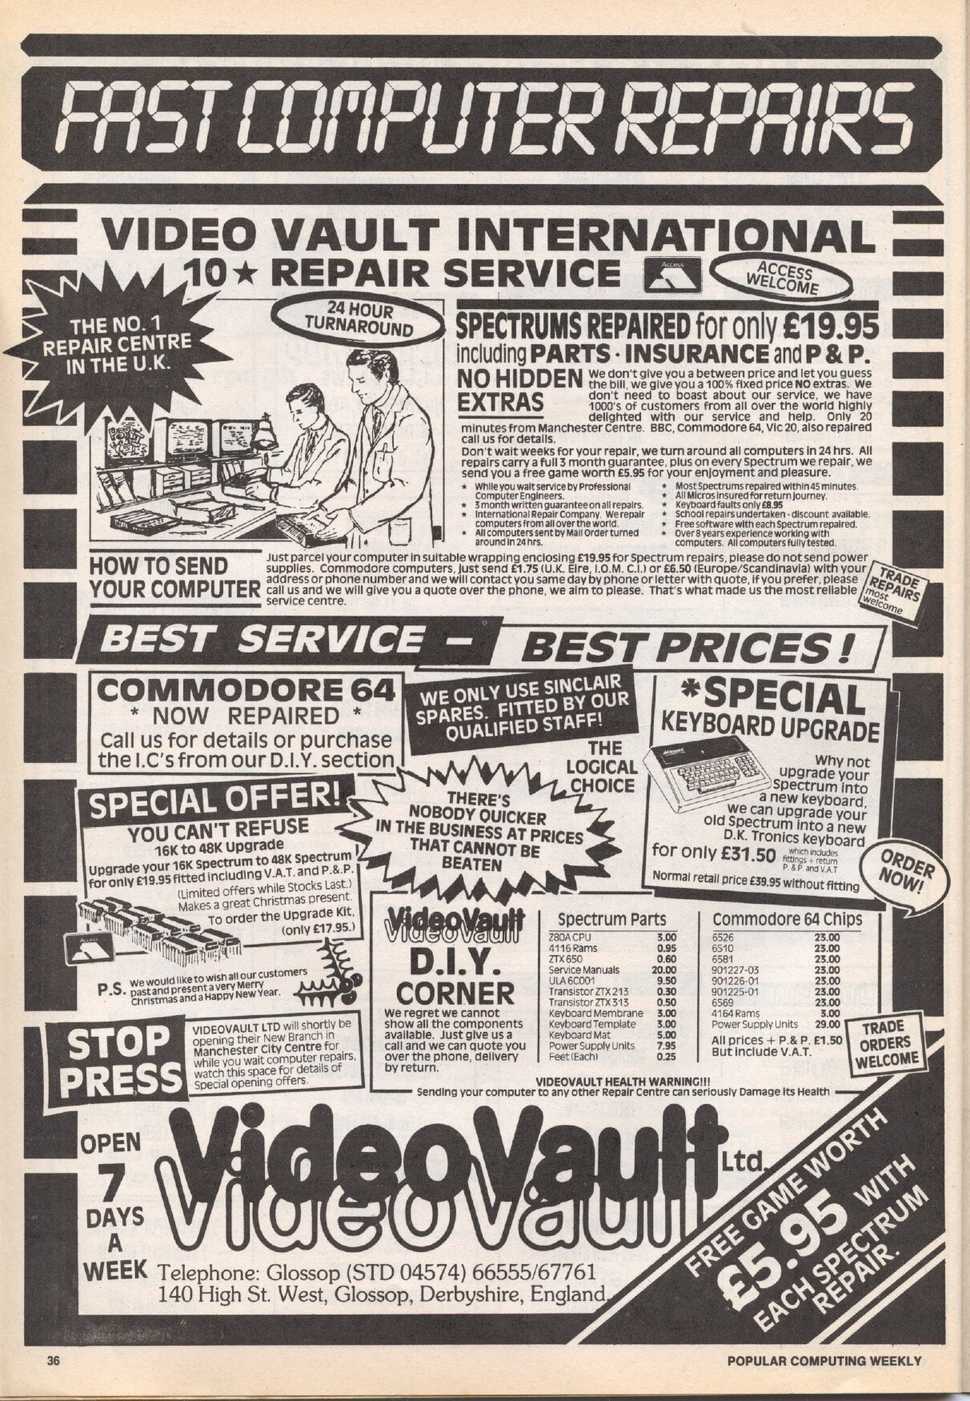 FAST COMPUTER REPAIRS
VIDEO VAULT INTERNATIONAL
10★ REPAIR SERVICE
Access
ACCESS
WELCOME
THE NO. 1
REPAIR CENTRE
IN THE U.K.
24 HOUR
TURNAROUND
SPECTRUMS REPAIRED for only £19.95
including PARTS · INSURANCE and P & P.
NO HIDDEN
EXTRAS
We don't give you a between price and let you guess
the bill, we give you a 100% fixed price NO extras. We
don't need to boast about our service, we have
1000's of customers from all over the world highly
delighted with our service and help. Only 20
minutes from Manchester Centre. BBC, Commodore 64, Vic 20, also repaired
call us for details.
Don't wait weeks for your repair, we turn around all computers in 24 hrs. All
repairs carry a full 3 month guarantee, plus on every Spectrum we repair, we
send you a free game worth £5.95 for your enjoyment and pleasure.
* While you wait service by Professional
Computer Engineers.
* 3 month written guarantee on all repairs.
* International Repair Company. We repair
computers from all over the world.
* All computers sent by Mail Order turned
around in 24 hrs.
* Most Spectrums repaired within 45 minutes.
* All Micros insured for return journey.
* Keyboard faults only £8.95
* School repairs undertaken - discount available.
* Free software with each Spectrum repaired.
* Over 8 years experience working with
computers. All computers fully tested.
HOW TO SEND
YOUR COMPUTER
Just parcel your computer in suitable wrapping enclosing £19.95 for Spectrum repairs, please do not send power
supplies. Commodore computers, just send £1.75 (U.K. Eire, I.O.M. C.I.) or £6.50 (Europe/Scandinavia) with your
address or phone number and we will contact you same day by phone or letter with quote, if you prefer, please
call us and we will give you a quote over the phone, we aim to please. That's what made us the most reliable
service centre.
TRADE
REPAIRS
most
welcome
BEST SERVICE –
BEST PRICES!
COMMODORE 64
* NOW REPAIRED *
Call us for details or purchase
the I.C's from our D.I.Y. section
WE ONLY USE SINCLAIR
SPARES. FITTED BY OUR
QUALIFIED STAFF!
THE
LOGICAL
CHOICE
*SPECIAL
KEYBOARD UPGRADE
Why not
upgrade your
Spectrum into
a new keyboard,
we can upgrade your
old Spectrum into a new
D.K. Tronics keyboard
for only £31.50 which includes
fittings + return
P. & P. and V.A.T
Normal retail price £39.95 without fitting
ORDER
NOW!
SPECIAL OFFER!
YOU CAN'T REFUSE
16K to 48K Upgrade
Upgrade your 16K Spectrum to 48K Spectrum
for only £19.95 fitted including V.A.T. and P. & P.
(Limited offers while Stocks Last.)
Makes a great Christmas present.
To order the Upgrade Kit.
(only £17.95.)
Access
P.S. We would like to wish all our customers
past and present a very Merry
Christmas and a Happy New Year.
THERE'S
NOBODY QUICKER
IN THE BUSINESS AT PRICES
THAT CANNOT BE
BEATEN
VideoVault
VideoVault
D.I.Y.
CORNER
We regret we cannot
show all the components
available. Just give us a
call and we can quote you
over the phone, delivery
by return.
Spectrum Parts
Z80A CPU 3.00
4116 Rams 0.95
ZTX 650 0.60
Service Manuals 20.00
ULA 6C001 9.50
Transistor ZTX 213 0.30
Transistor ZTX 313 0.50
Keyboard Membrane 3.00
Keyboard Template 3.00
Keyboard Mat 5.00
Power Supply Units 7.95
Feet (Each) 0.25
Commodore 64 Chips
6526 23.00
6510 23.00
6581 23.00
901227-03 23.00
901226-01 23.00
901225-01 23.00
6569 23.00
4164 Rams 3.00
Power Supply Units 29.00
All prices + P. & P. £1.50
But include V.A.T.
TRADE
ORDERS
WELCOME
STOP
PRESS
VIDEOVAULT LTD will shortly be
opening their New Branch in
Manchester City Centre for
while you wait computer repairs,
watch this space for details of
Special opening offers.
VIDEOVAULT HEALTH WARNING!!!
Sending your computer to any other Repair Centre can seriously Damage its Health
OPEN
7
DAYS
A
WEEK
VideoVault Ltd.
VideoVault
Telephone: Glossop (STD 04574) 66555/67761
140 High St. West, Glossop, Derbyshire, England.
FREE GAME WORTH
£5.95 WITH
EACH SPECTRUM
REPAIR.
36
POPULAR COMPUTING WEEKLY